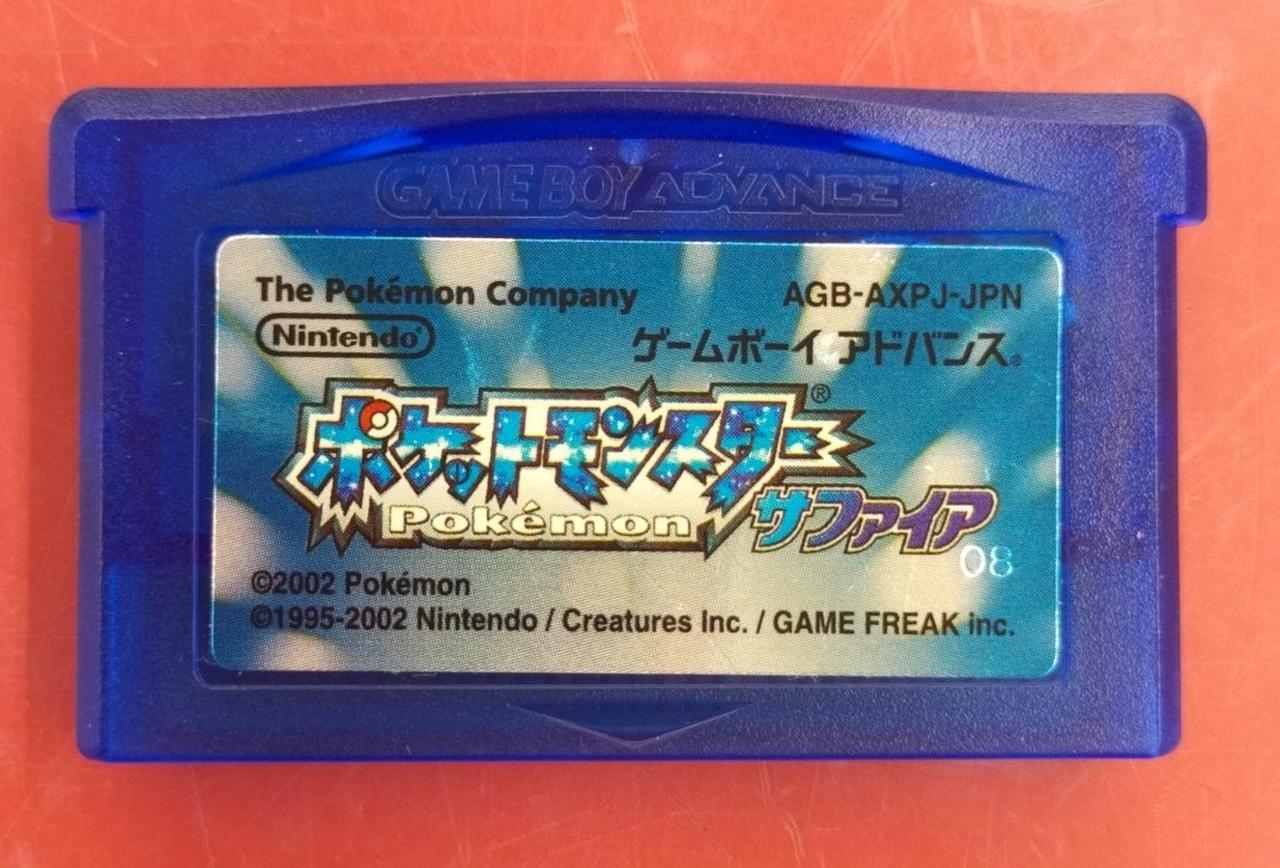 GAME BOY ADVANCE
The Pokémon Company
AGB-AXPJ-JPN
Nintendo®
ゲームボーイ アドバンス®
ポケットモンスター®
Pokémon
サファイア
08
©2002 Pokémon
©1995-2002 Nintendo / Creatures Inc. / GAME FREAK inc.